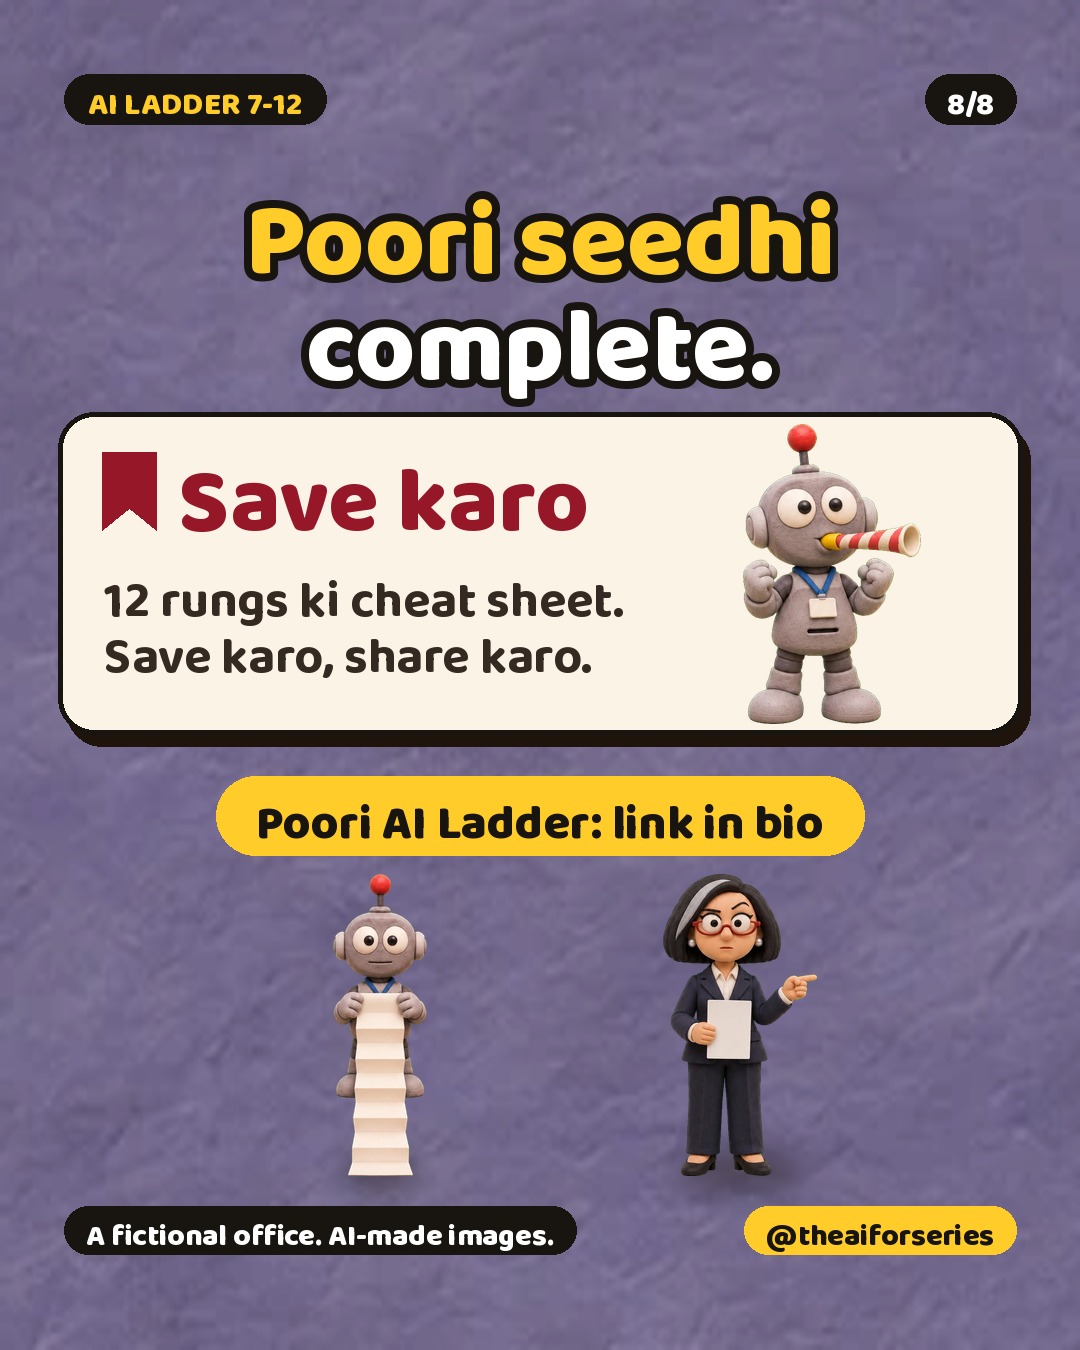 AI LADDER 7-12
8/8
Poori seedhi
complete.
Save karo
12 rungs ki cheat sheet.
Save karo, share karo.
Poori AI Ladder: link in bio
A fictional office. AI-made images.
@theaiforseries